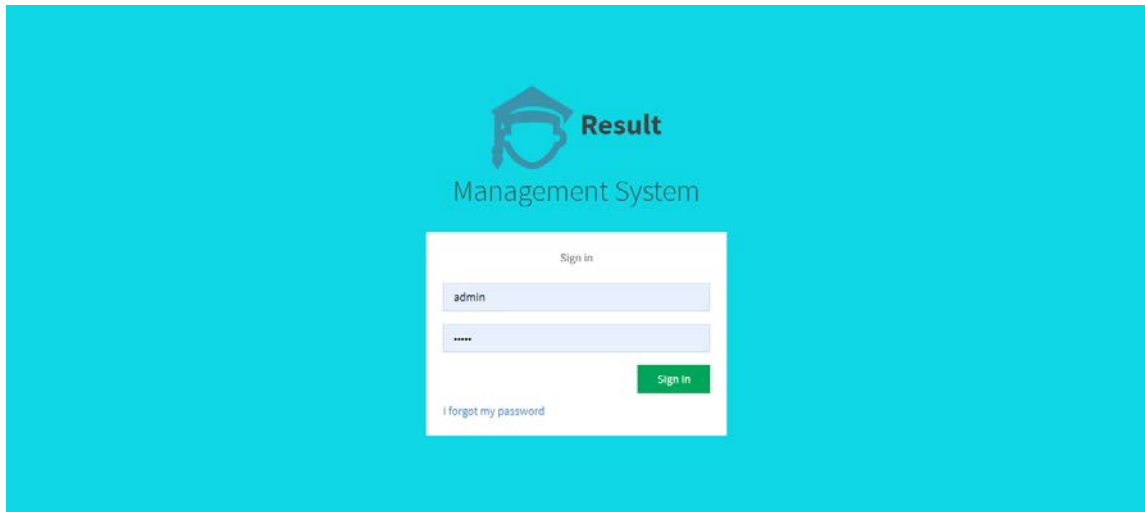 Result
Management System
Sign in
admin
•••••
Sign In
I forgot my password